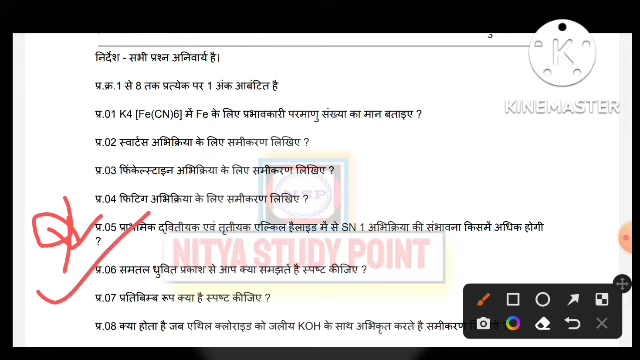 KINEMASTER
निर्देश - सभी प्रश्न अनिवार्य है।
प्र.क्र.1 से 8 तक प्रत्येक पर 1 अंक आबंटित है
प्र.01 K4 [Fe(CN)6] में Fe के लिए प्रभावकारी परमाणु संख्या का मान बताइए ?
प्र.02 स्वार्टस अभिक्रिया के लिए समीकरण लिखिए ?
प्र.03 फिंकेल्स्टाइन अभिक्रिया के लिए समीकरण लिखिए ?
प्र.04 फिटिग अभिक्रिया के लिए समीकरण लिखिए ?
NSP
प्र.05 प्राथमिक द्वितीयक एवं तृतीयक एल्किल हैलाइड में से SN 1 अभिक्रिया की संभावना किसमें अधिक होगी
?
NITYA STUDY POINT
प्र.06 समतल ध्रुवित प्रकाश से आप क्या समझतें है स्पष्ट कीजिए ?
प्र.07 प्रतिबिम्ब रूप क्या है स्पष्ट कीजिए ?
प्र.08 क्या होता है जब एथिल क्लोराइड को जलीय KOH के साथ अभिकृत करते है समीकरण